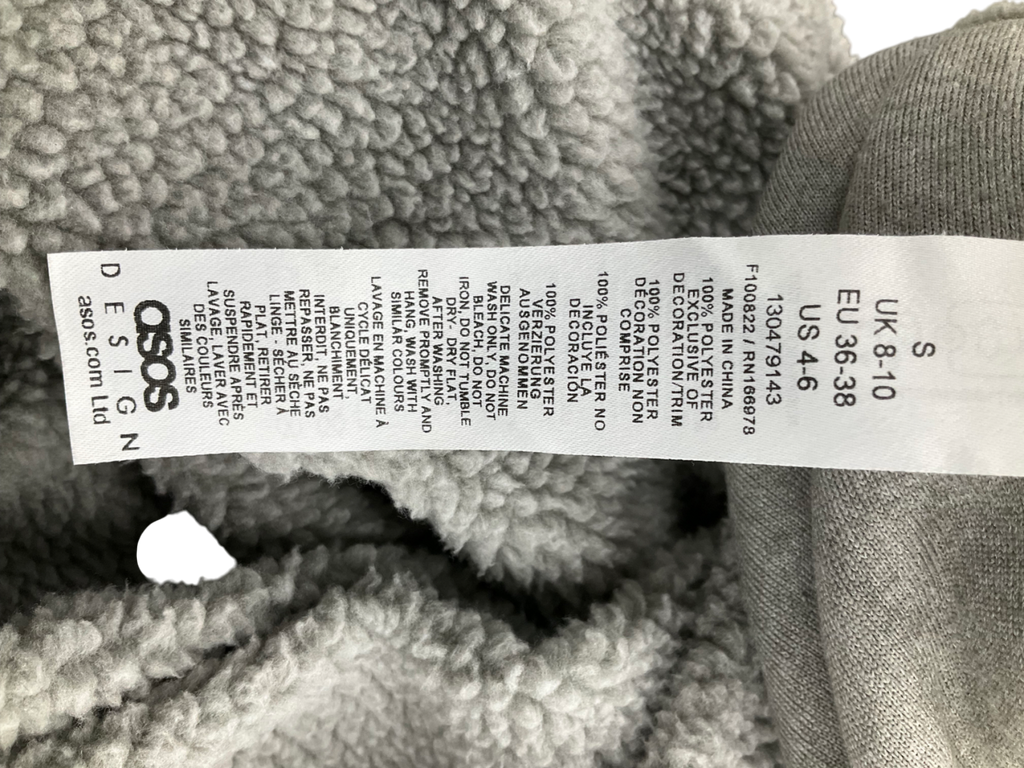 S
UK 8-10
EU 36-38
US 4-6
130479143
F100822 / RN166978
MADE IN CHINA
100% POLYESTER
EXCLUSIVE OF
DECORATION/TRIM
100% POLYESTER,
DÉCORATION NON
COMPRISE
100% POLIÉSTER NO
INCLUYE LA
DECORACIÓN
100% POLYESTER
VERZIERUNG
AUSGENOMMEN
DELICATE MACHINE
WASH ONLY, DO NOT
BLEACH, DO NOT
IRON, DO NOT TUMBLE
DRY- DRY FLAT,
AFTER WASHING
REMOVE PROMPTLY AND
HANG WASH WITH
SIMILAR COLOURS
LAVAGE EN MACHINE À
CYCLE DÉLICAT
UNIQUEMENT,
BLANCHIMENT
INTERDIT, NE PAS
REPASSER, NE PAS
METTRE AU SÈCHE
LINGE - SÉCHER À
PLAT, RETIRER
RAPIDEMENT ET
SUSPENDRE APRÈS
LAVAGE, LAVER AVEC
DES COULEURS
SIMILAIRES
asos
DESIGN
asos.com Ltd